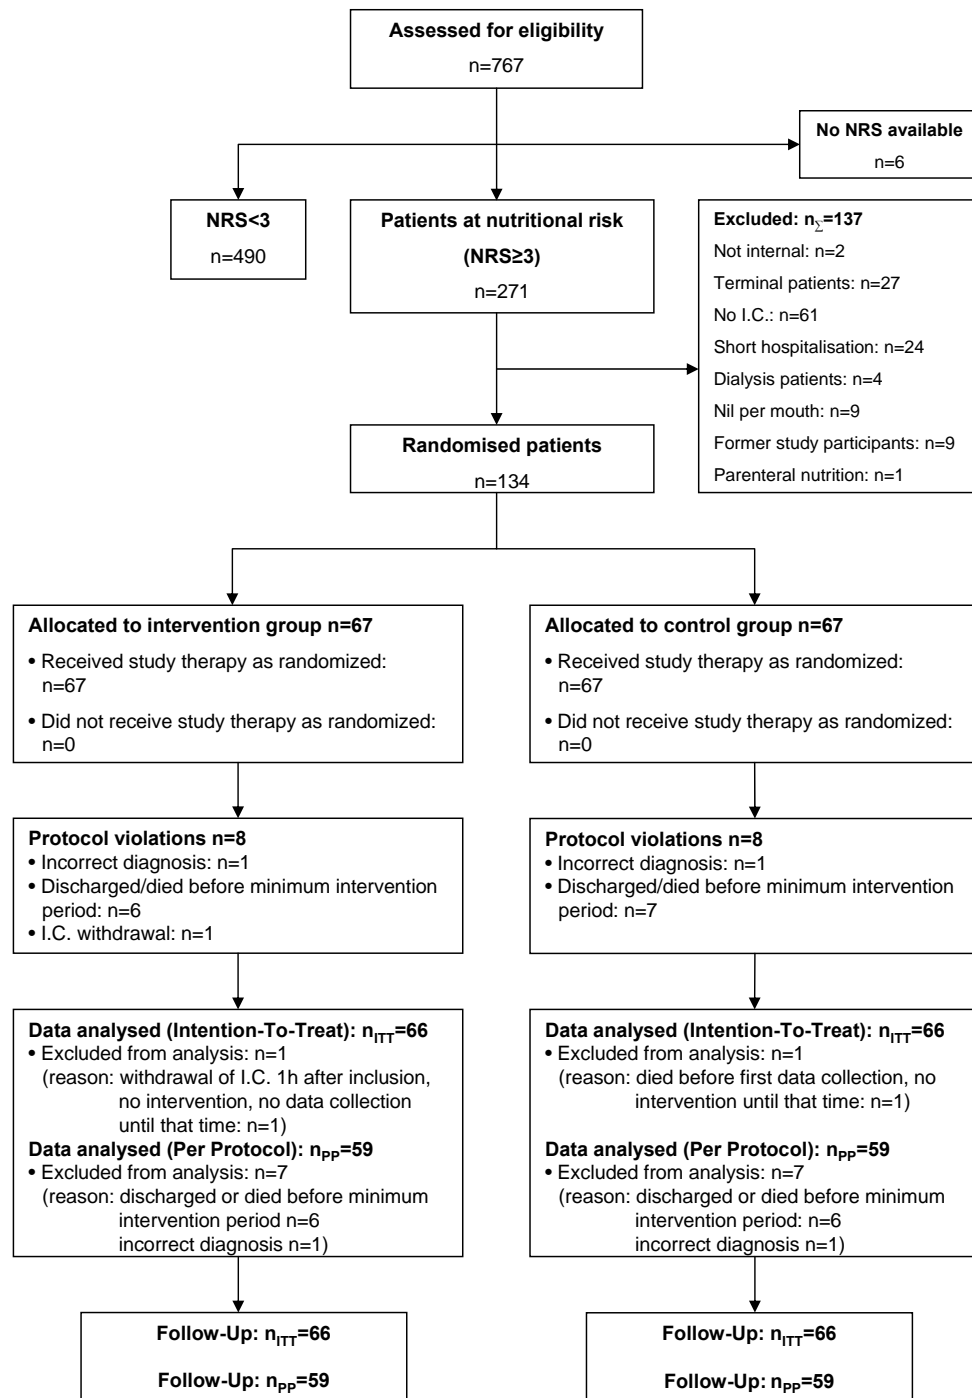 Assessed for eligibility
n=767
No NRS available
n=6
NRS<3
n=490
Patients at nutritional risk
(NRS≥3)
n=271
Excluded: nΣ=137
Not internal: n=2
Terminal patients: n=27
No I.C.: n=61
Short hospitalisation: n=24
Dialysis patients: n=4
Nil per mouth: n=9
Former study participants: n=9
Parenteral nutrition: n=1
Randomised patients
n=134
Allocated to intervention group n=67
• Received study therapy as randomized:
n=67
• Did not receive study therapy as randomized:
n=0
Allocated to control group n=67
• Received study therapy as randomized:
n=67
• Did not receive study therapy as randomized:
n=0
Protocol violations n=8
• Incorrect diagnosis: n=1
• Discharged/died before minimum intervention
period: n=6
• I.C. withdrawal: n=1
Protocol violations n=8
• Incorrect diagnosis: n=1
• Discharged/died before minimum intervention
period: n=7
Data analysed (Intention-To-Treat): nITT=66
• Excluded from analysis: n=1
(reason: withdrawal of I.C. 1h after inclusion,
no intervention, no data collection
until that time: n=1)
Data analysed (Per Protocol): nPP=59
• Excluded from analysis: n=7
(reason: discharged or died before minimum
intervention period n=6
incorrect diagnosis n=1)
Data analysed (Intention-To-Treat): nITT=66
• Excluded from analysis: n=1
(reason: died before first data collection, no
intervention until that time: n=1)
Data analysed (Per Protocol): nPP=59
• Excluded from analysis: n=7
(reason: discharged or died before minimum
intervention period: n=6
incorrect diagnosis n=1)
Follow-Up: nITT=66
Follow-Up: nPP=59
Follow-Up: nITT=66
Follow-Up: nPP=59